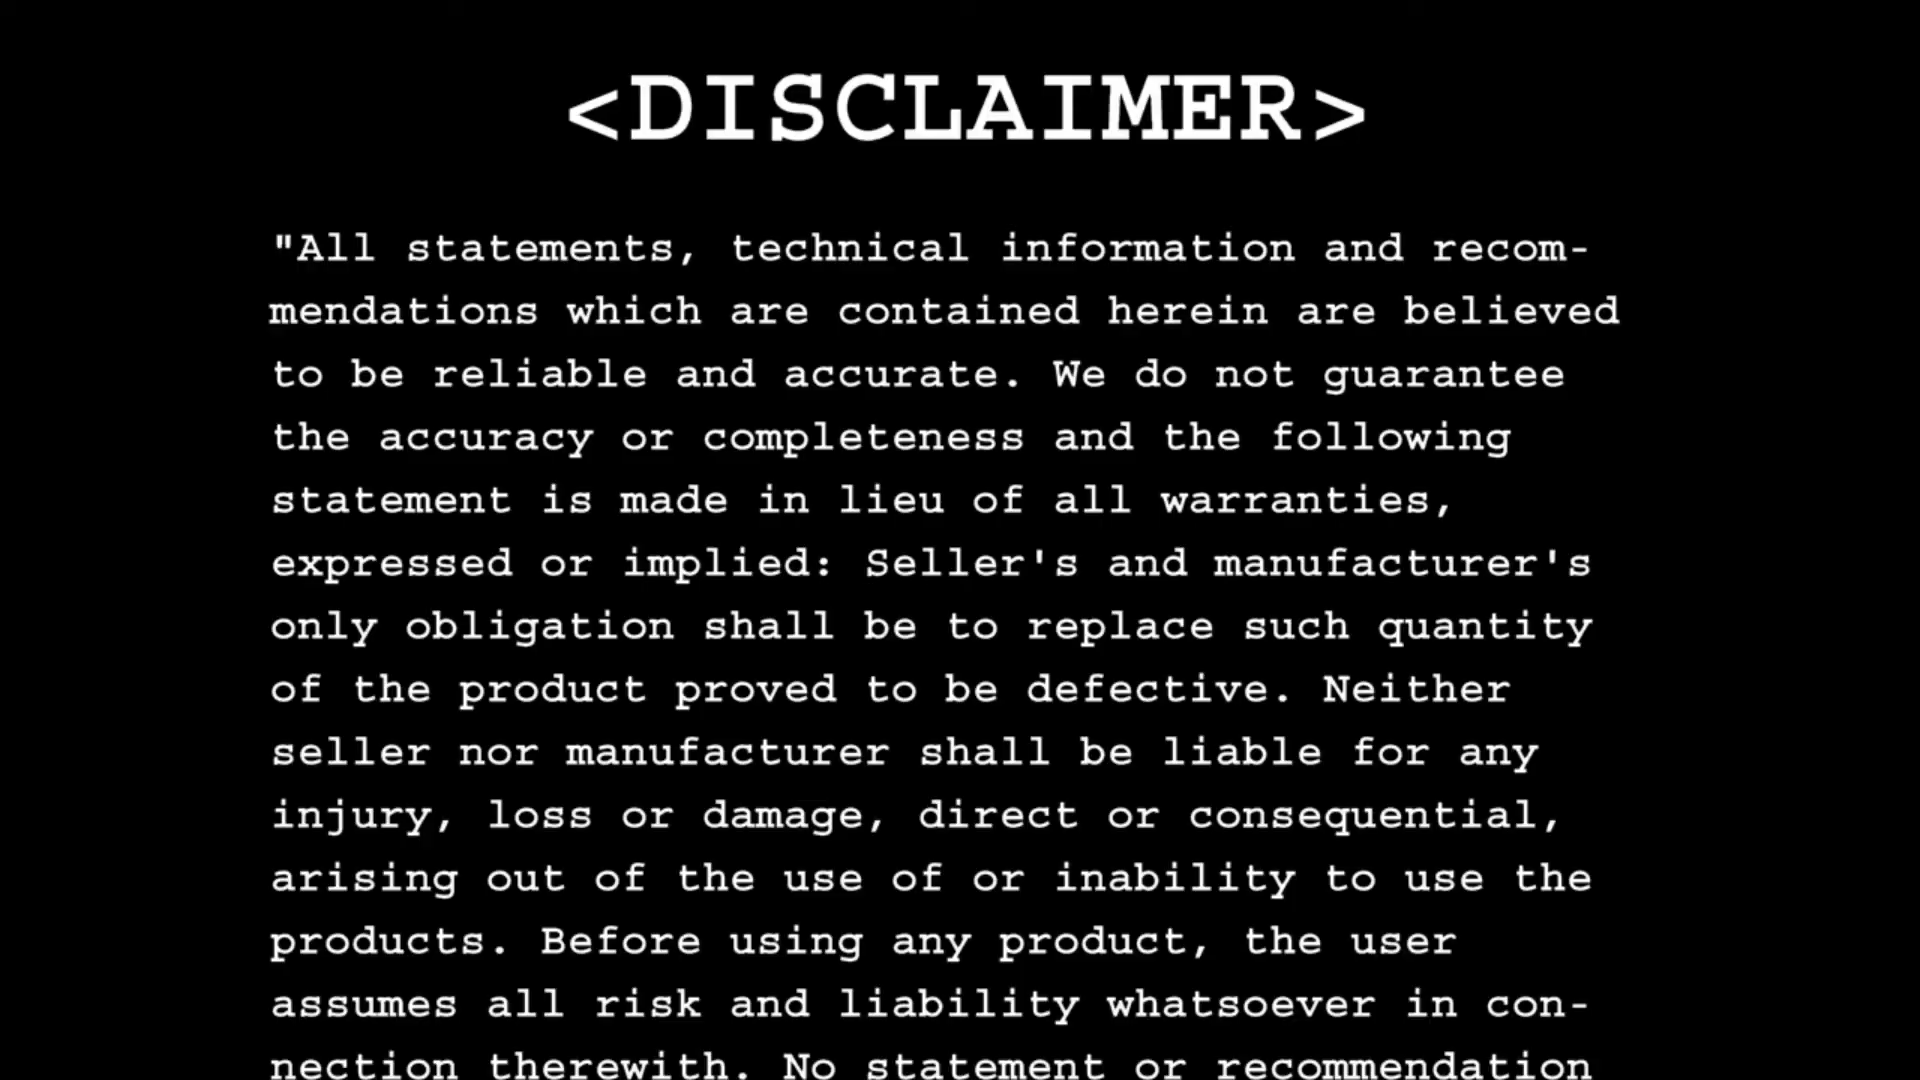 <DISCLAIMER>
"All statements, technical information and recom-
mendations which are contained herein are believed
to be reliable and accurate. We do not guarantee
the accuracy or completeness and the following
statement is made in lieu of all warranties,
expressed or implied: Seller's and manufacturer's
only obligation shall be to replace such quantity
of the product proved to be defective. Neither
seller nor manufacturer shall be liable for any
injury, loss or damage, direct or consequential,
arising out of the use of or inability to use the
products. Before using any product, the user
assumes all risk and liability whatsoever in con-
nection therewith. No statement or recommendation